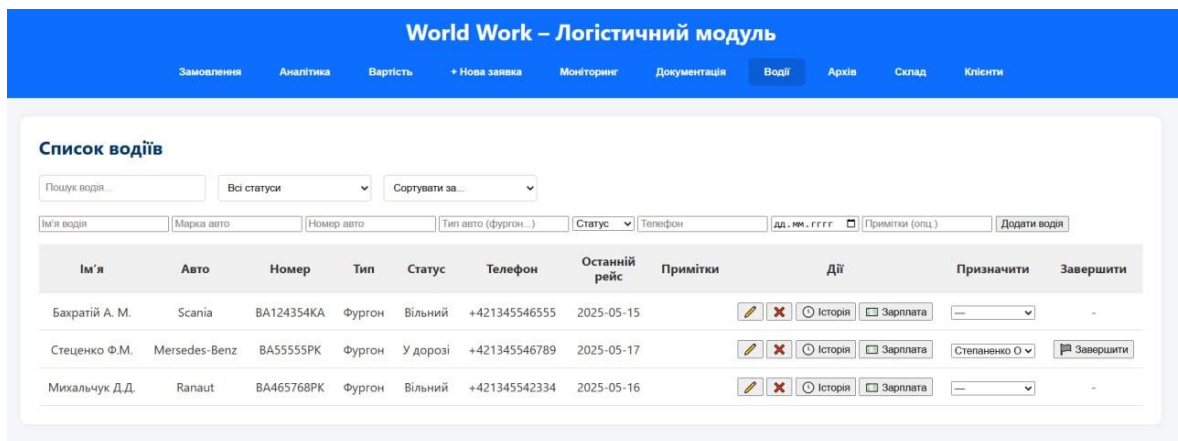 World Work – Логістичний модуль
Замовлення Аналітика Вартість + Нова заявка Моніторинг Документація Водії Архів Склад Клієнти
Список водіїв
Пошук водія... Всі статуси Сортувати за...
Ім'я водія Марка авто Номер авто Тип авто (фургон...) Статус Телефон дд.мм.гггг Примітки (опц.) Додати водія
Ім'я Авто Номер Тип Статус Телефон Останній рейс Примітки Дії Призначити Завершити
Бахратій А. М. Scania BA124354KA Фургон Вільний +421345546555 2025-05-15 Історія Зарплата — -
Стеценко Ф.М. Mersedes-Benz BA55555PK Фургон У дорозі +421345546789 2025-05-17 Історія Зарплата Степаненко О Завершити
Михальчук Д.Д. Ranaut BA465768PK Фургон Вільний +421345542334 2025-05-16 Історія Зарплата — -